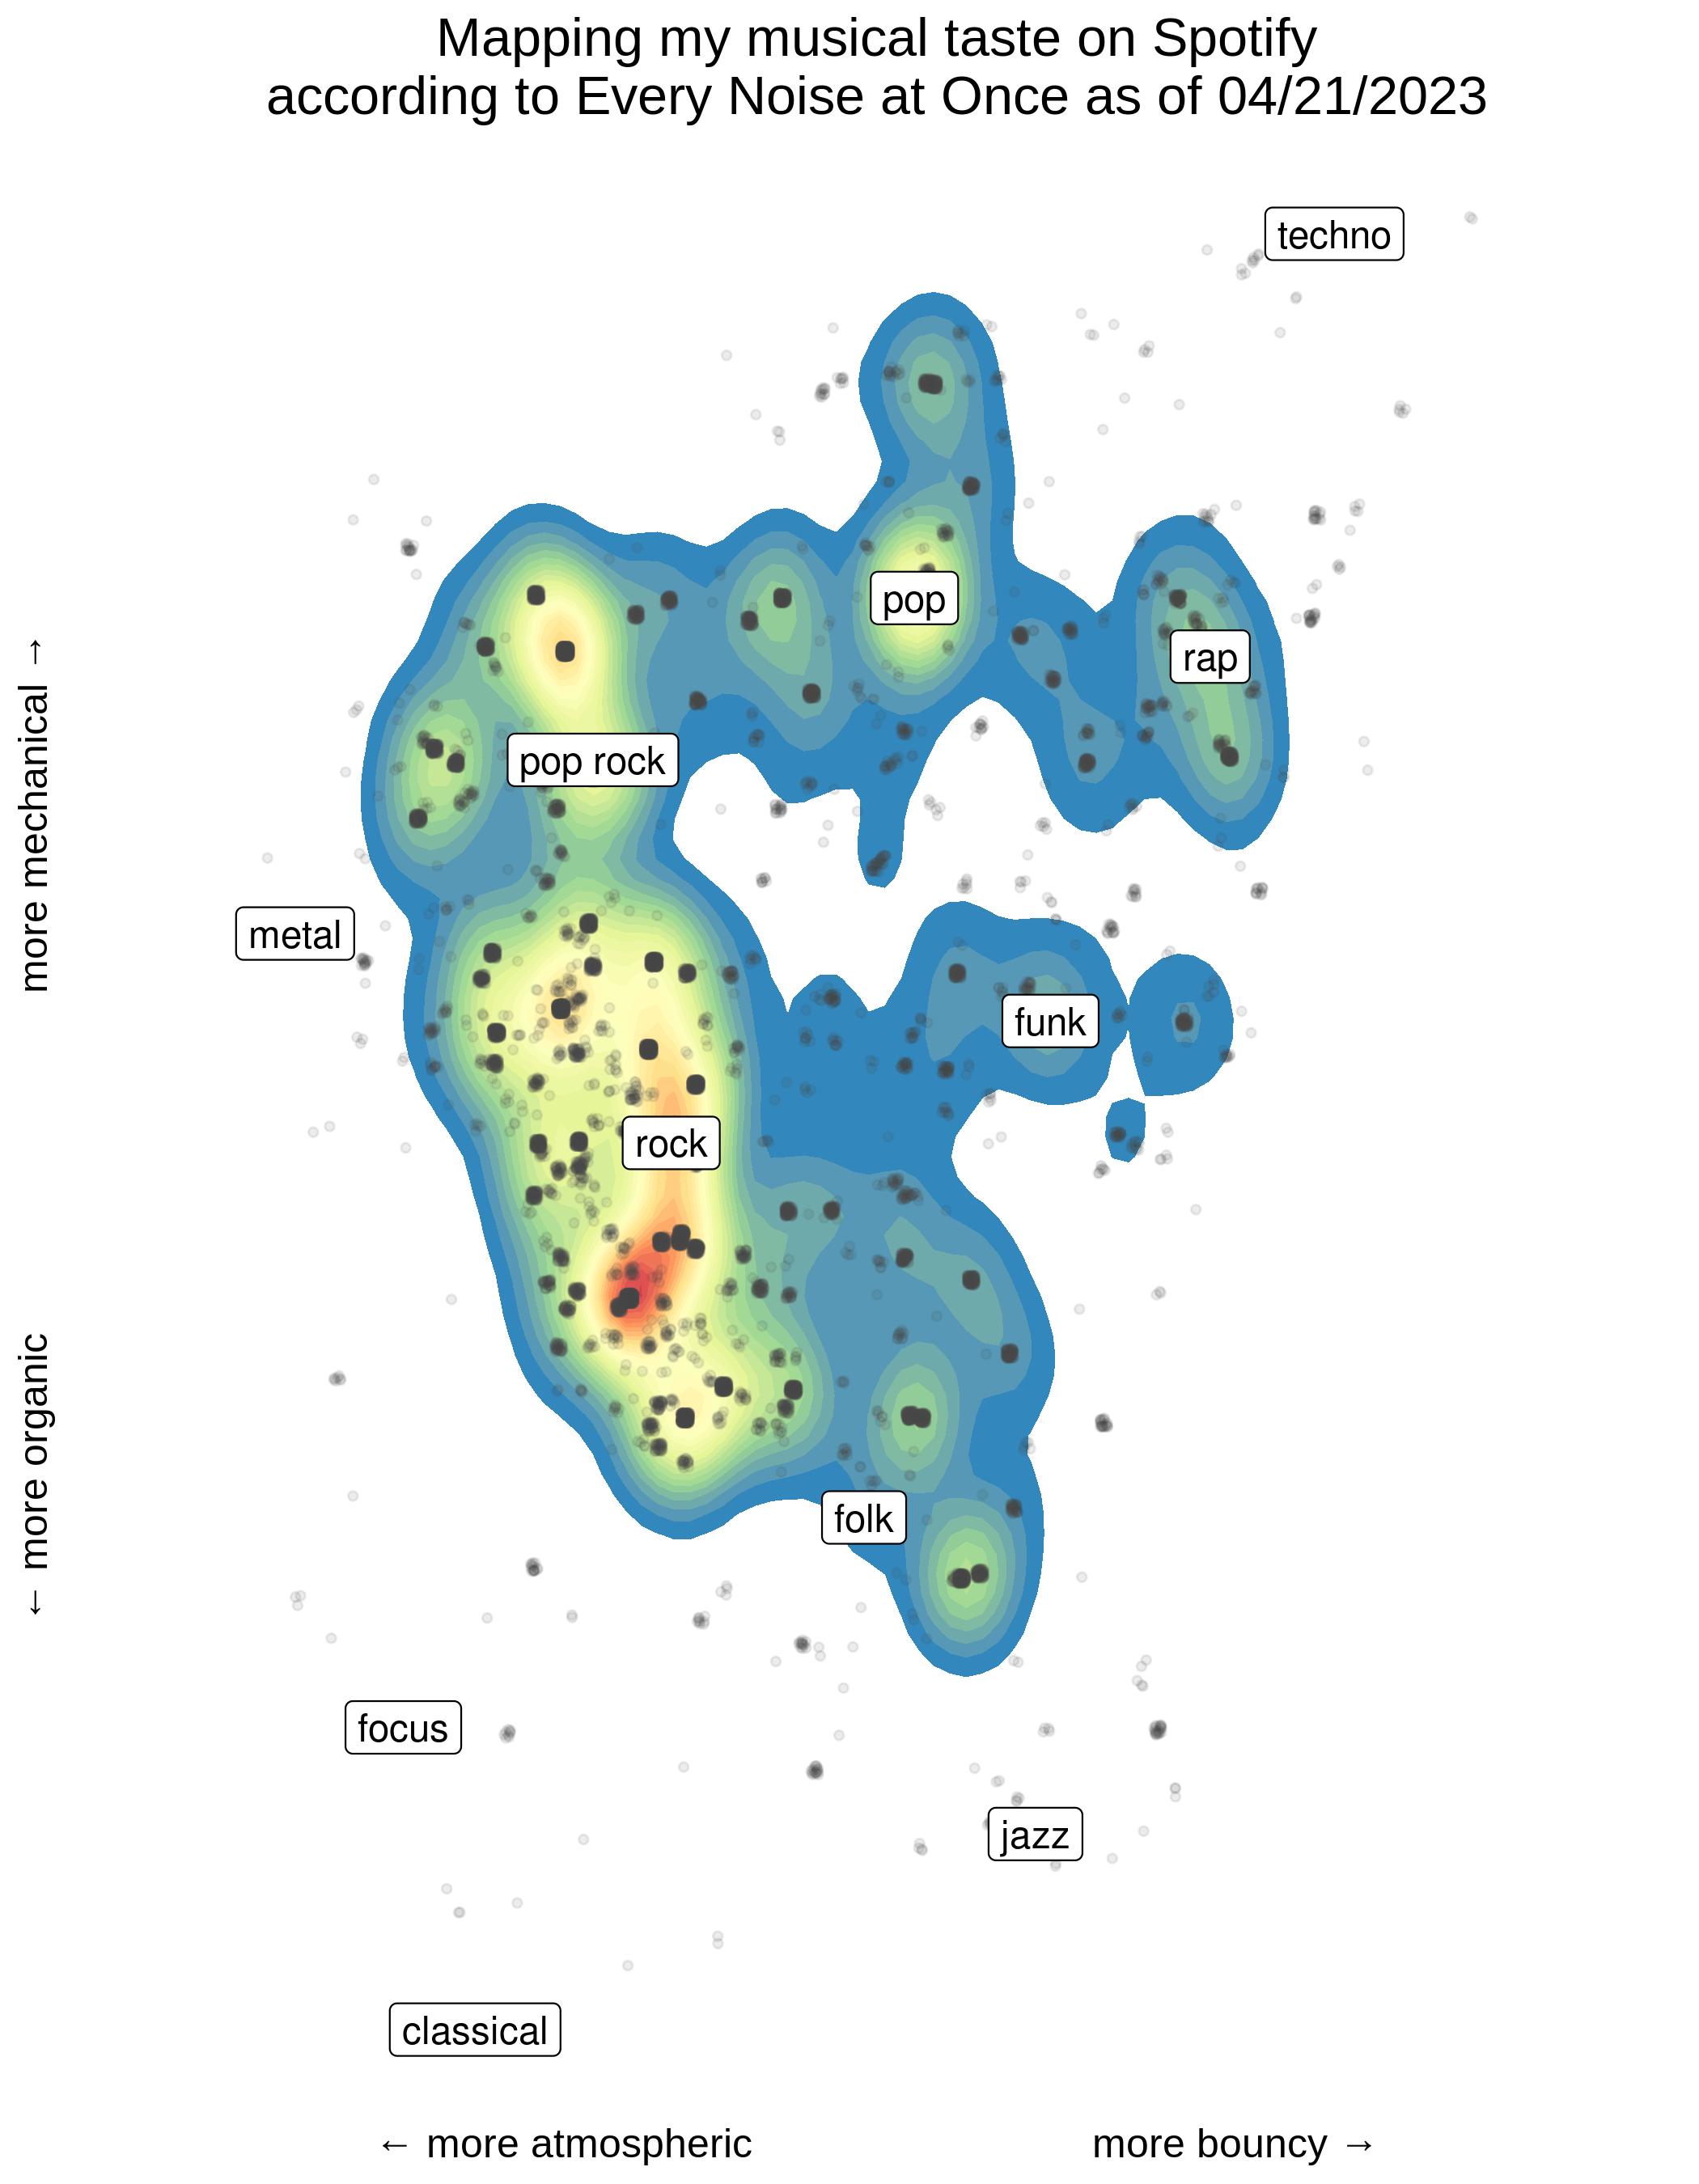 Mapping my musical taste on Spotify
according to Every Noise at Once as of 04/21/2023
techno
pop
rap
more mechanical →
pop rock
metal
funk
rock
← more organic
folk
focus
jazz
classical
← more atmospheric
more bouncy →